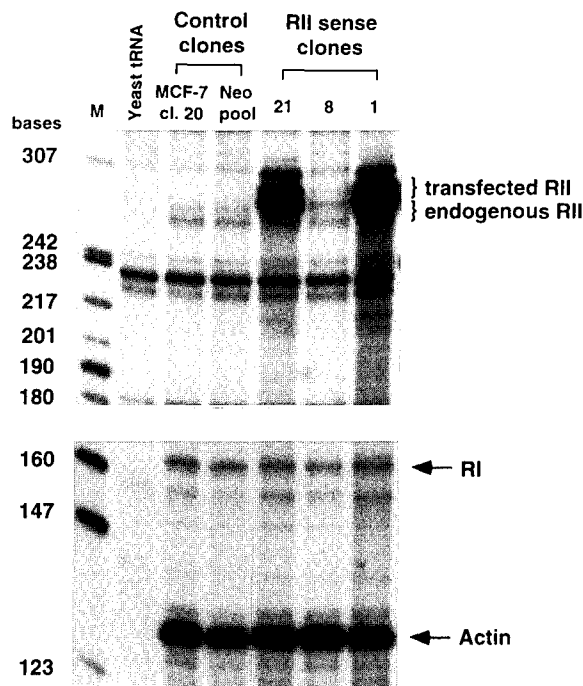 Control clones
RII sense clones
Yeast tRNA
MCF-7 cl. 20
Neo pool
21
8
1
bases
M
307
transfected RII
endogenous RII
242
238
217
201
190
180
160
RI
147
Actin
123